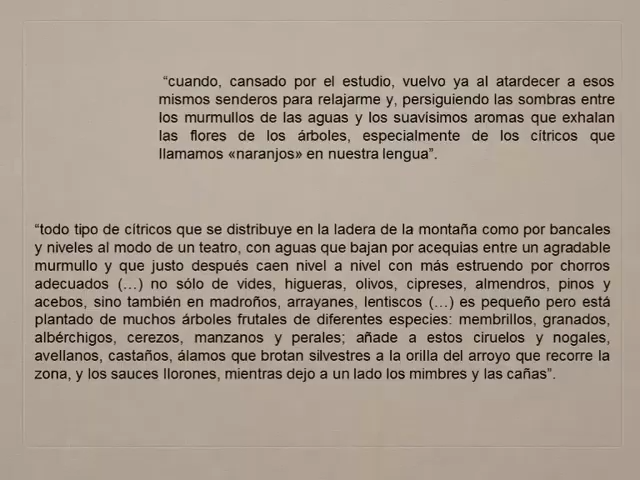 “cuando, cansado por el estudio, vuelvo ya al atardecer a esos
mismos senderos para relajarme y, persiguiendo las sombras entre
los murmullos de las aguas y los suavísimos aromas que exhalan
las flores de los árboles, especialmente de los cítricos que
llamamos «naranjos» en nuestra lengua”.
“todo tipo de cítricos que se distribuye en la ladera de la montaña como por bancales
y niveles al modo de un teatro, con aguas que bajan por acequias entre un agradable
murmullo y que justo después caen nivel a nivel con más estruendo por chorros
adecuados (…) no sólo de vides, higueras, olivos, cipreses, almendros, pinos y
acebos, sino también en madroños, arrayanes, lentiscos (…) es pequeño pero está
plantado de muchos árboles frutales de diferentes especies: membrillos, granados,
albérchigos, cerezos, manzanos y perales; añade a estos ciruelos y nogales,
avellanos, castaños, álamos que brotan silvestres a la orilla del arroyo que recorre la
zona, y los sauces llorones, mientras dejo a un lado los mimbres y las cañas”.